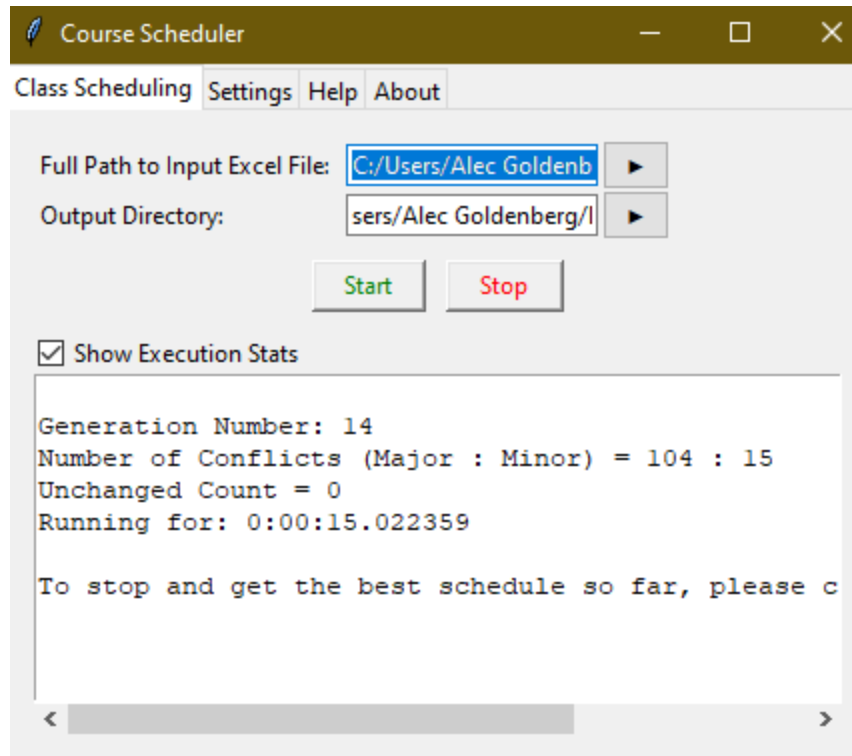 Course Scheduler
Class Scheduling Settings Help About
Full Path to Input Excel File: C:/Users/Alec Goldenb
Output Directory: sers/Alec Goldenberg/
Start Stop
Show Execution Stats
Generation Number: 14
Number of Conflicts (Major : Minor) = 104 : 15
Unchanged Count = 0
Running for: 0:00:15.022359
To stop and get the best schedule so far, please c